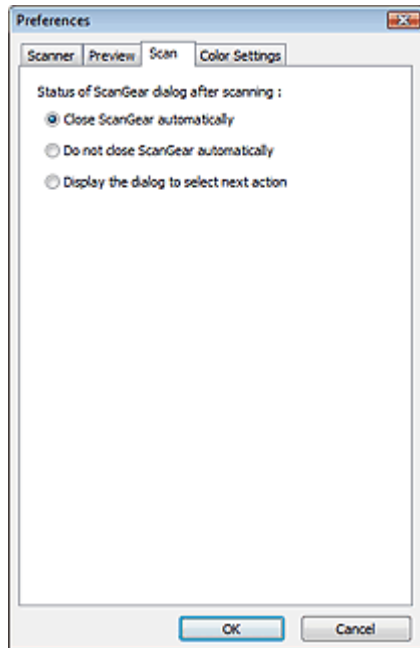 Preferences
Scanner Preview Scan Color Settings
Status of ScanGear dialog after scanning :
Close ScanGear automatically
Do not close ScanGear automatically
Display the dialog to select next action
OK Cancel